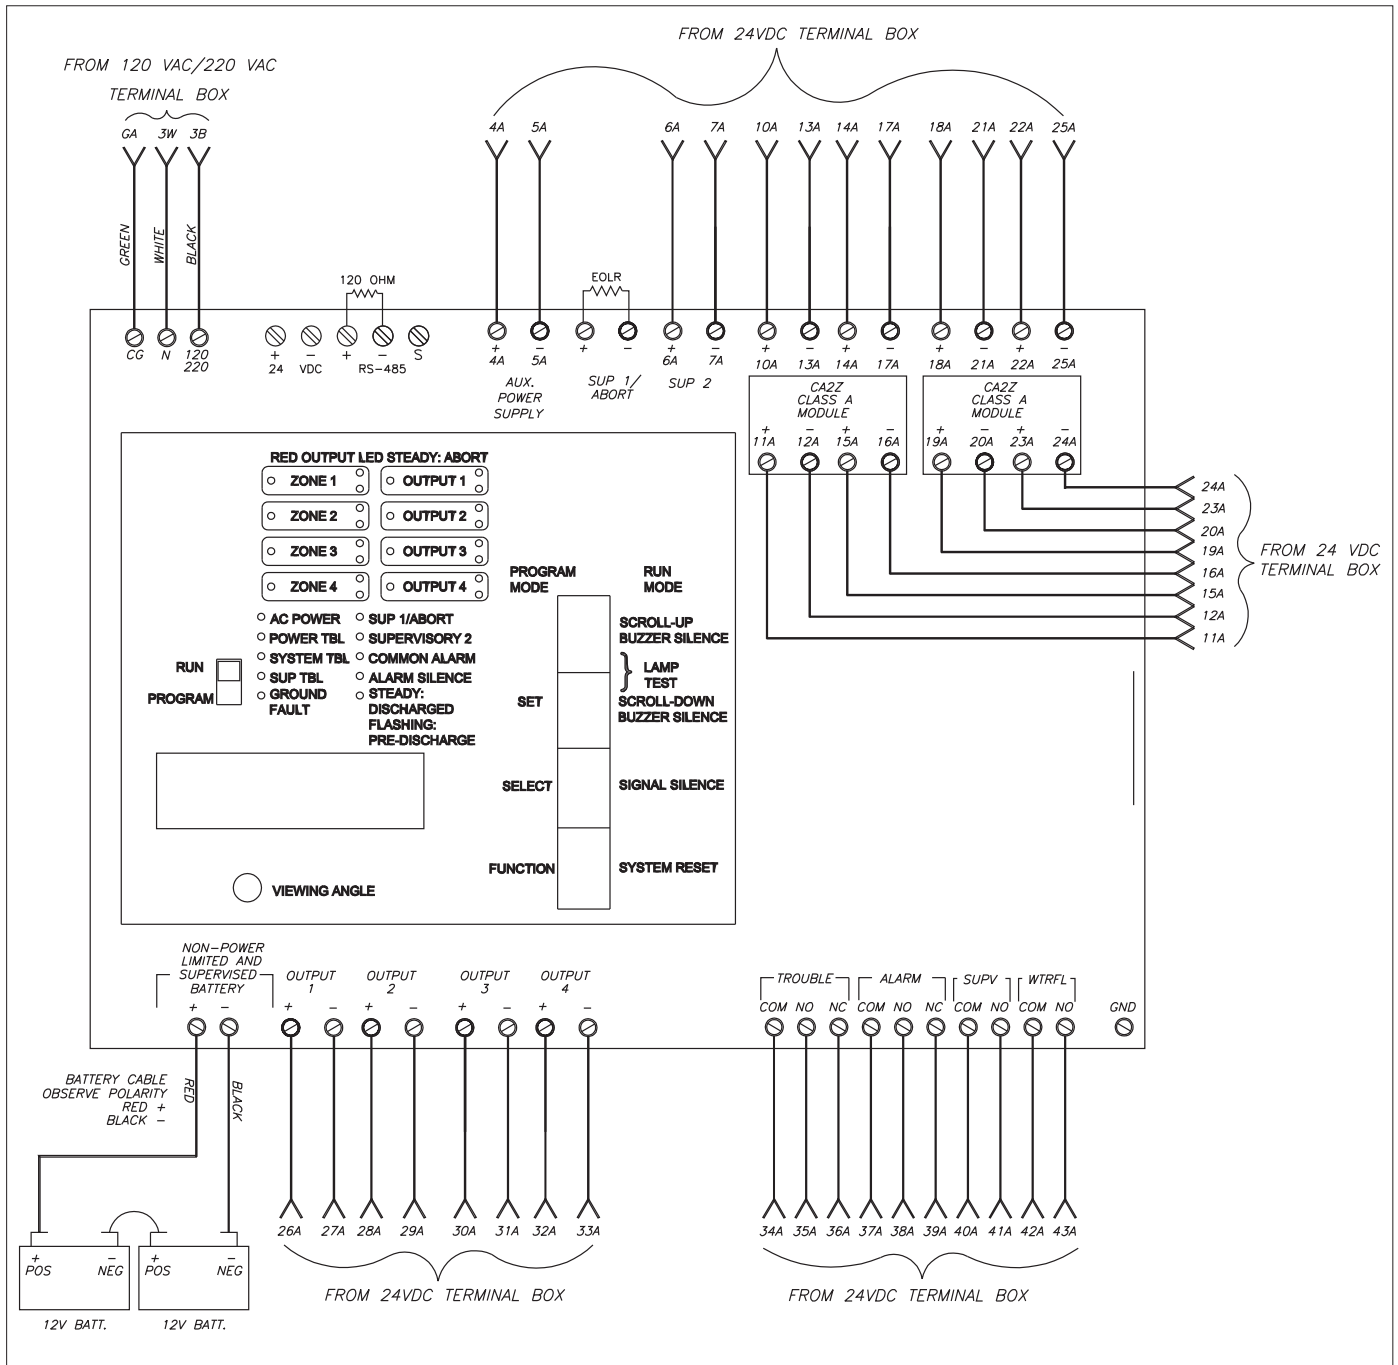 FROM 24VDC TERMINAL BOX
FROM 120 VAC/220 VAC
TERMINAL BOX
GA 3W 3B
4A 5A 6A 7A 10A 13A 14A 17A 18A 21A 22A 25A
GREEN
WHITE
BLACK
120 OHM
EOLR
CG N 120
220
+ − + − S
24 VDC RS-485
+ − + − + − + − + − + − + −
4A 5A 6A 7A 10A 13A 14A 17A 18A 21A 22A 25A
AUX.
POWER
SUPPLY
SUP 1/
ABORT
SUP 2
CA2Z
CLASS A
MODULE
+ − + −
11A 12A 15A 16A
CA2Z
CLASS A
MODULE
+ − + −
19A 20A 23A 24A
24A
23A
20A
19A
16A
15A
12A
11A
FROM 24 VDC
TERMINAL BOX
RED OUTPUT LED STEADY: ABORT
ZONE 1 OUTPUT 1
ZONE 2 OUTPUT 2
ZONE 3 OUTPUT 3
ZONE 4 OUTPUT 4
AC POWER SUP 1/ABORT
POWER TBL SUPERVISORY 2
SYSTEM TBL COMMON ALARM
SUP TBL ALARM SILENCE
GROUND
FAULT
STEADY:
DISCHARGED
FLASHING:
PRE-DISCHARGE
RUN
PROGRAM
PROGRAM
MODE
RUN
MODE
SCROLL-UP
BUZZER SILENCE
} LAMP
TEST
SET
SCROLL-DOWN
BUZZER SILENCE
SELECT
SIGNAL SILENCE
FUNCTION
SYSTEM RESET
VIEWING ANGLE
NON-POWER
LIMITED AND
SUPERVISED
BATTERY
+ −
OUTPUT
1
OUTPUT
2
OUTPUT
3
OUTPUT
4
+ − + − + − + −
TROUBLE ALARM SUPV WTRFL
COM NO NC COM NO NC COM NO COM NO
GND
BATTERY CABLE
OBSERVE POLARITY
RED +
BLACK −
RED
BLACK
26A 27A 28A 29A 30A 31A 32A 33A
FROM 24VDC TERMINAL BOX
34A 35A 36A 37A 38A 39A 40A 41A 42A 43A
FROM 24VDC TERMINAL BOX
+ − + −
POS NEG POS NEG
12V BATT. 12V BATT.